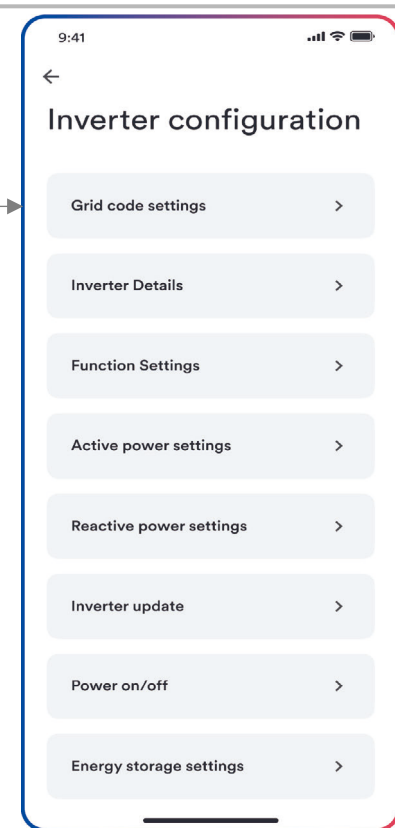 9:41
Inverter configuration
Grid code settings
Inverter Details
Function Settings
Active power settings
Reactive power settings
Inverter update
Power on/off
Energy storage settings